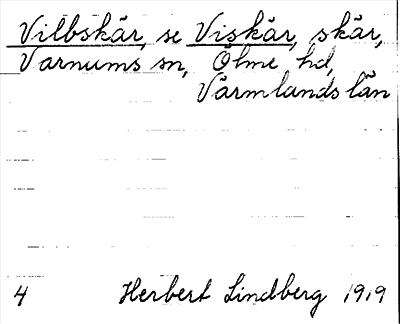 Vilbskär, se Viskär, skär,
Varnums sn, Ölme hd,
Värmlands län
4 Herbert Lindberg 1919